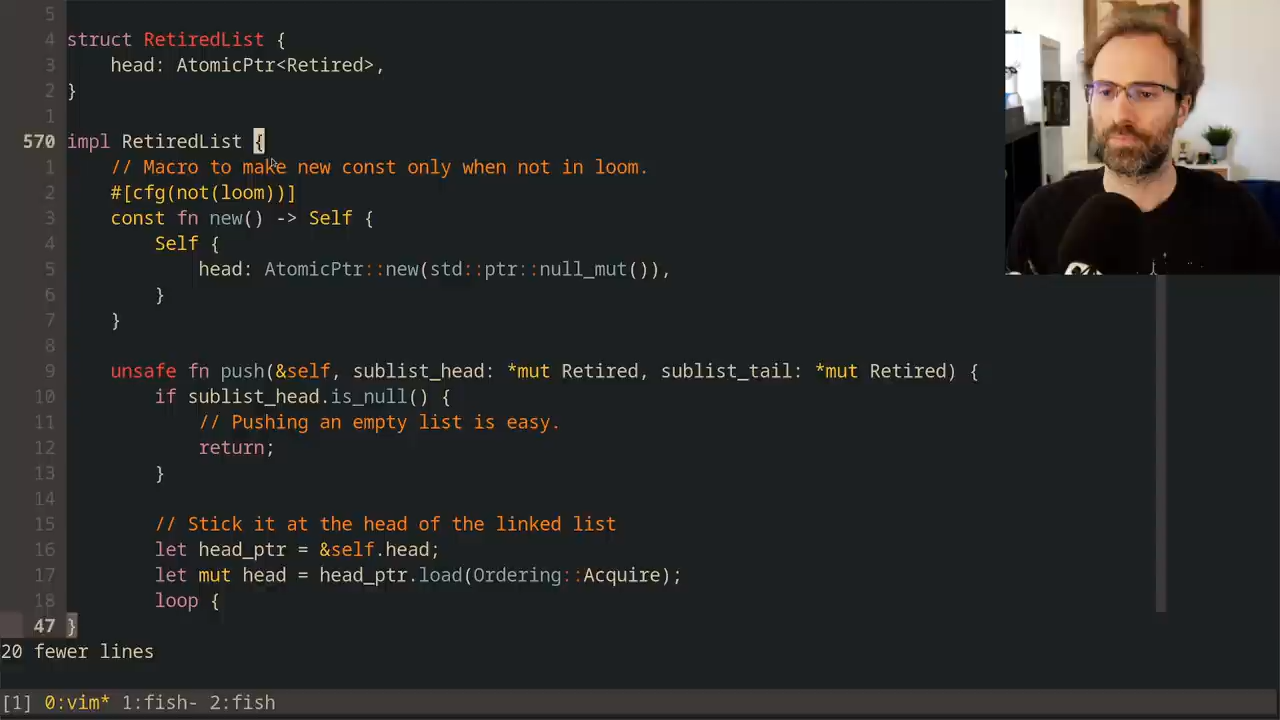 5
4 struct RetiredList {
3     head: AtomicPtr<Retired>,
2 }
1
570 impl RetiredList {
1     // Macro to make new const only when not in loom.
2     #[cfg(not(loom))]
3     const fn new() -> Self {
4         Self {
5             head: AtomicPtr::new(std::ptr::null_mut()),
6         }
7     }
8
9     unsafe fn push(&self, sublist_head: *mut Retired, sublist_tail: *mut Retired) {
10         if sublist_head.is_null() {
11             // Pushing an empty list is easy.
12             return;
13         }
14
15         // Stick it at the head of the linked list
16         let head_ptr = &self.head;
17         let mut head = head_ptr.load(Ordering::Acquire);
18         loop {
47 }
20 fewer lines
[1] 0:vim* 1:fish- 2:fish